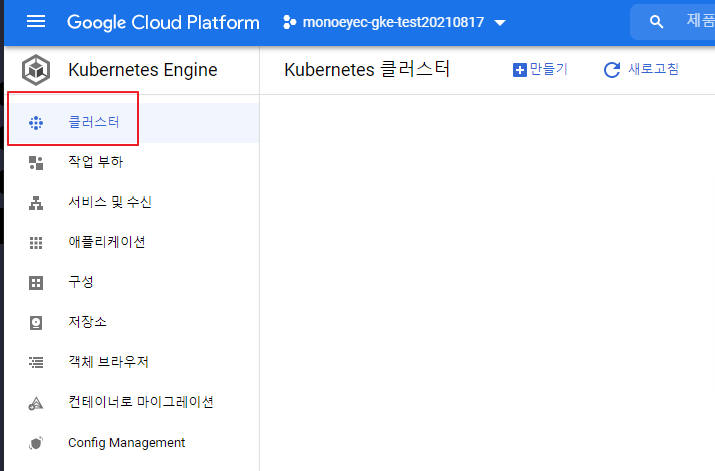 Google Cloud Platform
monoeyec-gke-test20210817
제품
Kubernetes Engine
Kubernetes 클러스터
만들기
새로고침
클러스터
작업 부하
서비스 및 수신
애플리케이션
구성
저장소
객체 브라우저
컨테이너로 마이그레이션
Config Management